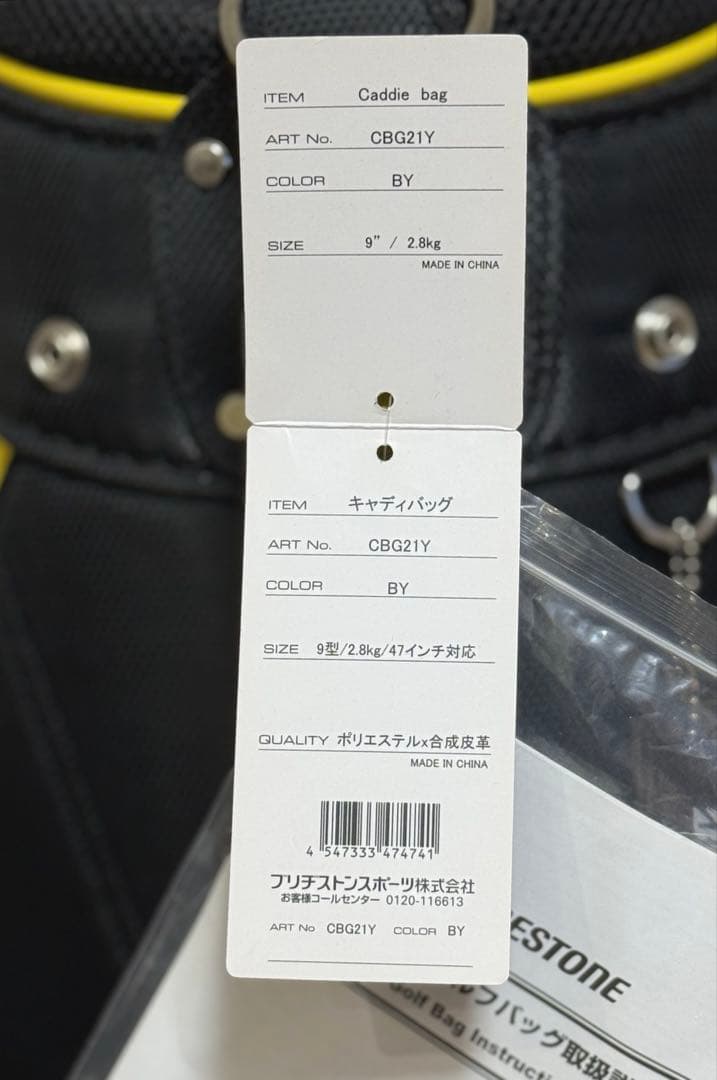 ITEM Caddie bag
ART No. CBG21Y
COLOR BY
SIZE 9" / 2.8kg
MADE IN CHINA
ITEM キャディバッグ
ART No. CBG21Y
COLOR BY
SIZE 9型/2.8kg/47インチ対応
QUALITY ポリエステルx合成皮革
MADE IN CHINA
4 547333 474741
ブリヂストンスポーツ株式会社
お客様コールセンター 0120-116613
ART No CBG21Y COLOR BY
ESTONE
ルフバッグ取扱
Golf Bag Instructi